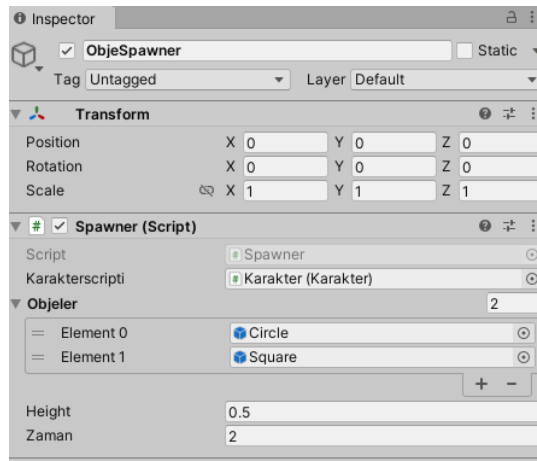 Inspector
ObjeSpawner Static
Tag Untagged Layer Default
Transform
Position X 0 Y 0 Z 0
Rotation X 0 Y 0 Z 0
Scale X 1 Y 1 Z 1
# Spawner (Script)
Script # Spawner
Karakterscripti # Karakter (Karakter)
Objeler 2
Element 0 Circle
Element 1 Square
+ -
Height 0.5
Zaman 2